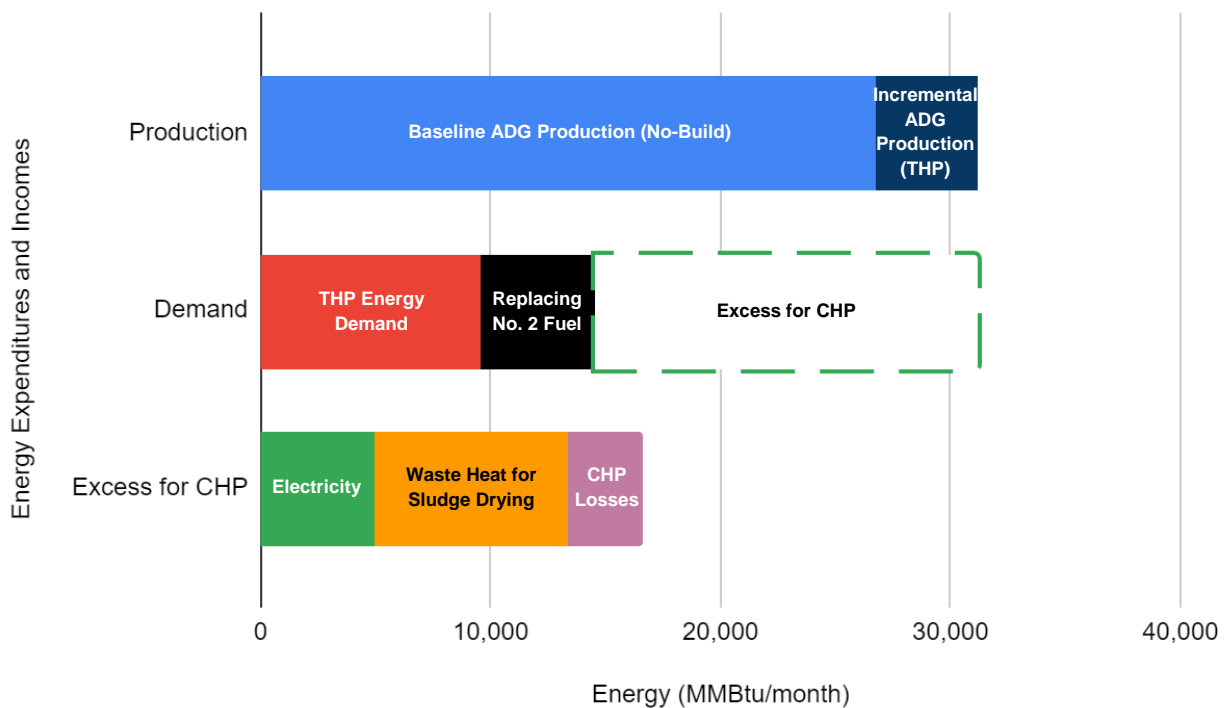 Energy Expenditures and Incomes
Production
Baseline ADG Production (No-Build)
Incremental
ADG
Production
(THP)
Demand
THP Energy
Demand
Replacing
No. 2 Fuel
Excess for CHP
Excess for CHP
Electricity
Waste Heat for
Sludge Drying
CHP
Losses
0
10,000
20,000
30,000
40,000
Energy (MMBtu/month)